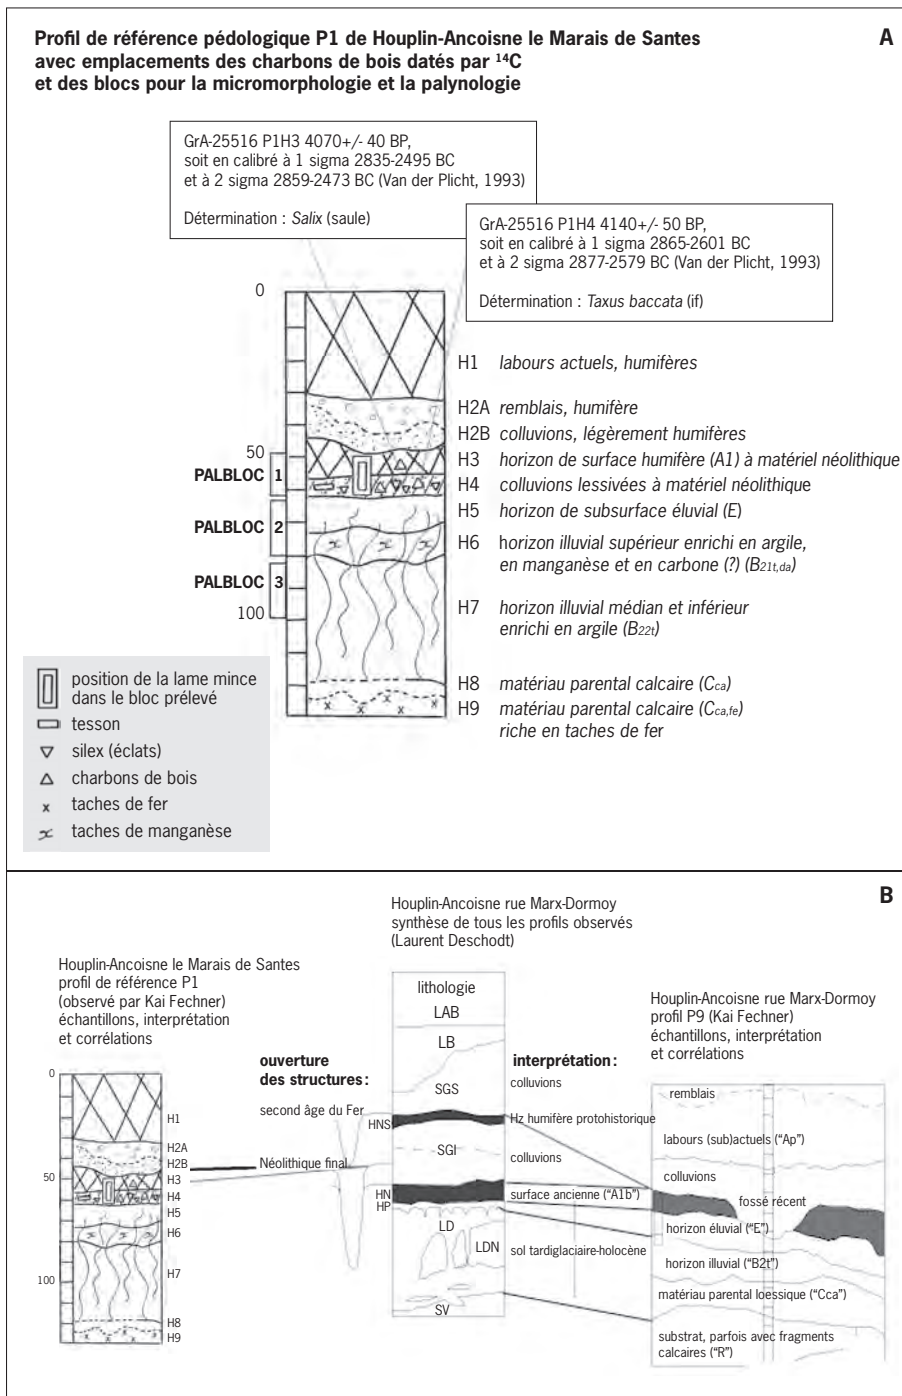 Profil de référence pédologique P1 de Houplin-Ancoisne le Marais de Santes
avec emplacements des charbons de bois datés par ¹⁴C
et des blocs pour la micromorphologie et la palynologie
A
GrA-25516 P1H3 4070+/- 40 BP,
soit en calibré à 1 sigma 2835-2495 BC
et à 2 sigma 2859-2473 BC (Van der Plicht, 1993)
Détermination : Salix (saule)
GrA-25516 P1H4 4140+/- 50 BP,
soit en calibré à 1 sigma 2865-2601 BC
et à 2 sigma 2877-2579 BC (Van der Plicht, 1993)
Détermination : Taxus baccata (if)
0
50
100
PALBLOC 1
PALBLOC 2
PALBLOC 3
H1 labours actuels, humifères
H2A remblais, humifère
H2B colluvions, légèrement humifères
H3 horizon de surface humifère (A1) à matériel néolithique
H4 colluvions lessivées à matériel néolithique
H5 horizon de subsurface éluvial (E)
H6 horizon illuvial supérieur enrichi en argile,
en manganèse et en carbone (?) (B21t,da)
H7 horizon illuvial médian et inférieur
enrichi en argile (B22t)
H8 matériau parental calcaire (Cca)
H9 matériau parental calcaire (Cca,fe)
riche en taches de fer
position de la lame mince
dans le bloc prélevé
tesson
silex (éclats)
charbons de bois
taches de fer
taches de manganèse
B
Houplin-Ancoisne le Marais de Santes
profil de référence P1
(observé par Kai Fechner)
échantillons, interprétation
et corrélations
0
50
100
H1
H2A
H2B
H3
H4
H5
H6
H7
H8
H9
ouverture
des structures :
second âge du Fer
Néolithique final
Houplin-Ancoisne rue Marx-Dormoy
synthèse de tous les profils observés
(Laurent Deschodt)
lithologie
LAB
LB
SGS
HNS
SGI
HN
HP
LD
LDN
SV
interprétation :
colluvions
Hz humifère protohistorique
colluvions
surface ancienne ("A1b")
sol tardiglaciaire-holocène
Houplin-Ancoisne rue Marx-Dormoy
profil P9 (Kai Fechner)
échantillons, interprétation
et corrélations
remblais
labours (sub)actuels ("Ap")
colluvions
fossé récent
horizon éluvial ("E")
horizon illuvial ("B2t")
matériau parental loessique ("Cca")
substrat, parfois avec fragments
calcaires ("R")